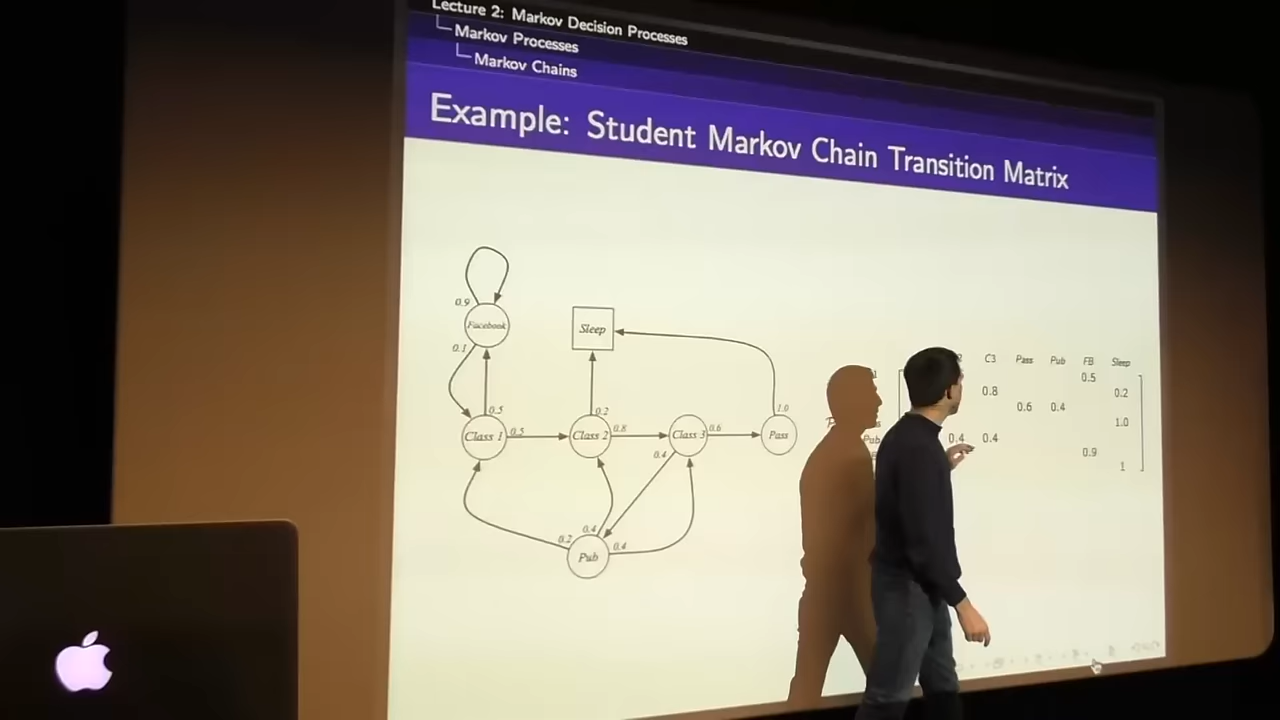 Lecture 2: Markov Decision Processes
Markov Processes
Markov Chains
Example: Student Markov Chain Transition Matrix
0.9
Facebook
Sleep
0.1
0.5
0.2
1.0
Class 1
0.5
Class 2
0.8
Class 3
0.6
Pass
0.4
0.2
0.4
0.4
Pub
C3 Pass Pub FB Sleep
0.5
0.8 0.2
0.6 0.4
1.0
Pub 0.4 0.4
0.9
1